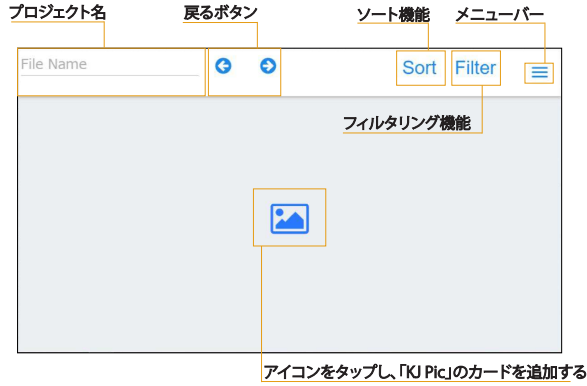 プロジェクト名
戻るボタン
ソート機能
メニューバー
File Name
Sort
Filter
フィルタリング機能
アイコンをタップし、「KJ Pic」のカードを追加する